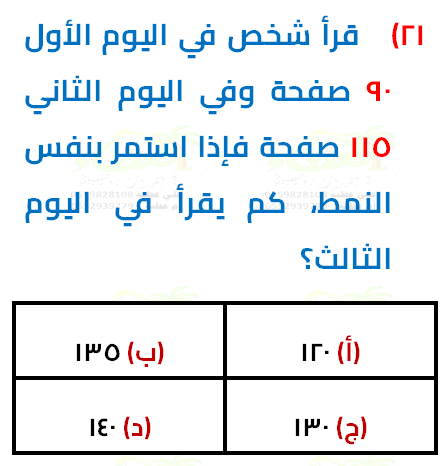 ٢١) قرأ شخص في اليوم الأول
٩٠ صفحة وفي اليوم الثاني
١١٥ صفحة فإذا استمر بنفس
النمط، كم يقرأ في اليوم
الثالث؟
(أ) ١٢٠ (ب) ١٣٥
(ج) ١٣٠ (د) ١٤٠